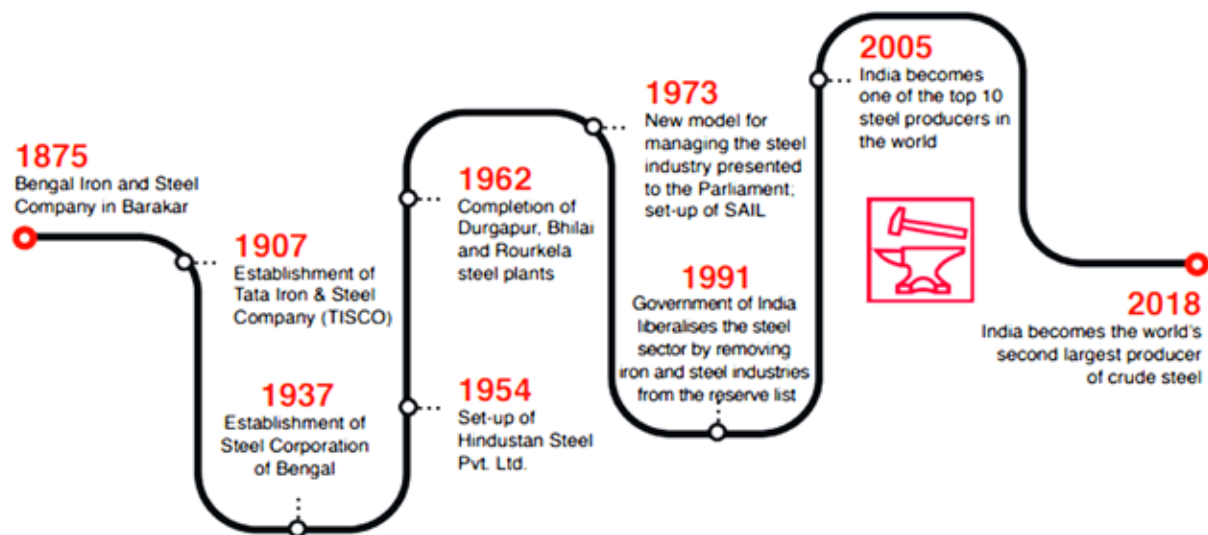 1875
Bengal Iron and Steel
Company in Barakar
1907
Establishment of
Tata Iron & Steel
Company (TISCO)
1937
Establishment of
Steel Corporation
of Bengal
1954
Set-up of
Hindustan Steel
Pvt. Ltd.
1962
Completion of
Durgapur, Bhilai
and Rourkela
steel plants
1973
New model for
managing the steel
industry presented
to the Parliament;
set-up of SAIL
1991
Government of India
liberalises the steel
sector by removing
iron and steel industries
from the reserve list
2005
India becomes
one of the top 10
steel producers in
the world
2018
India becomes the world's
second largest producer
of crude steel